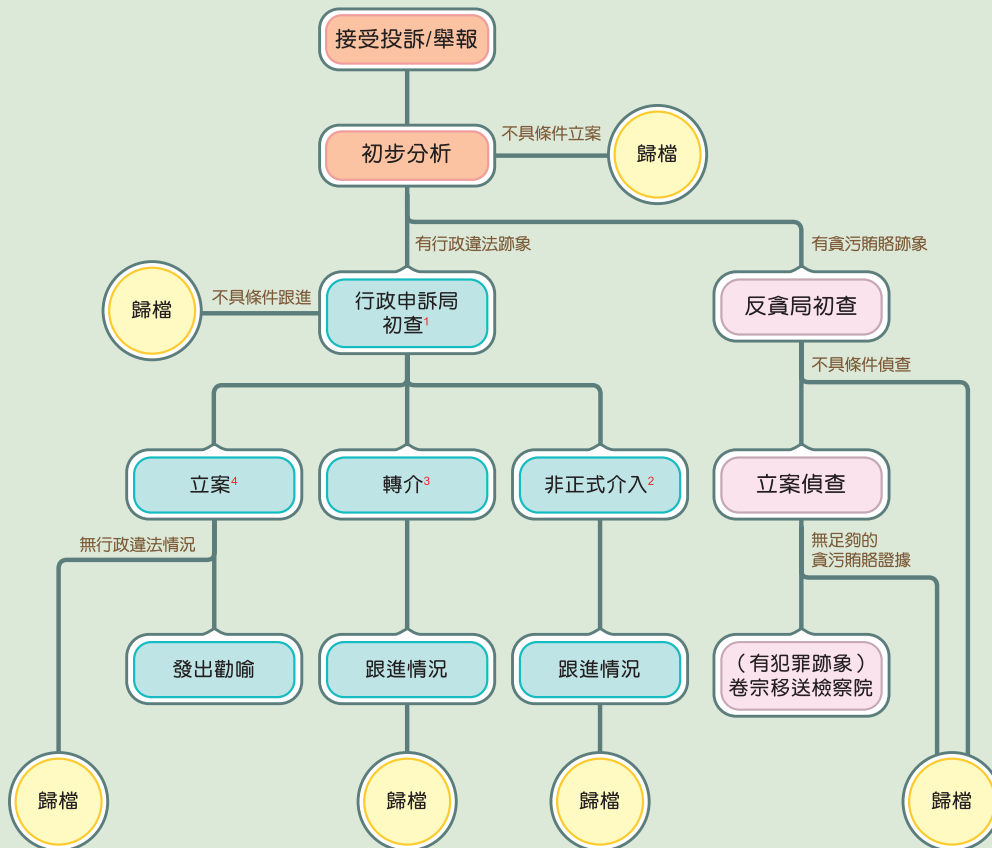 接受投訴/舉報
不具條件立案
初步分析
歸檔
有行政違法跡象
有貪污賄賂跡象
不具條件跟進
歸檔
行政申訴局
初查1
反貪局初查
不具條件偵查
立案4
轉介3
非正式介入2
立案偵查
無行政違法情況
無足夠的
貪污賄賂證據
發出勸喻
跟進情況
跟進情況
（有犯罪跡象）
卷宗移送檢察院
歸檔
歸檔
歸檔
歸檔